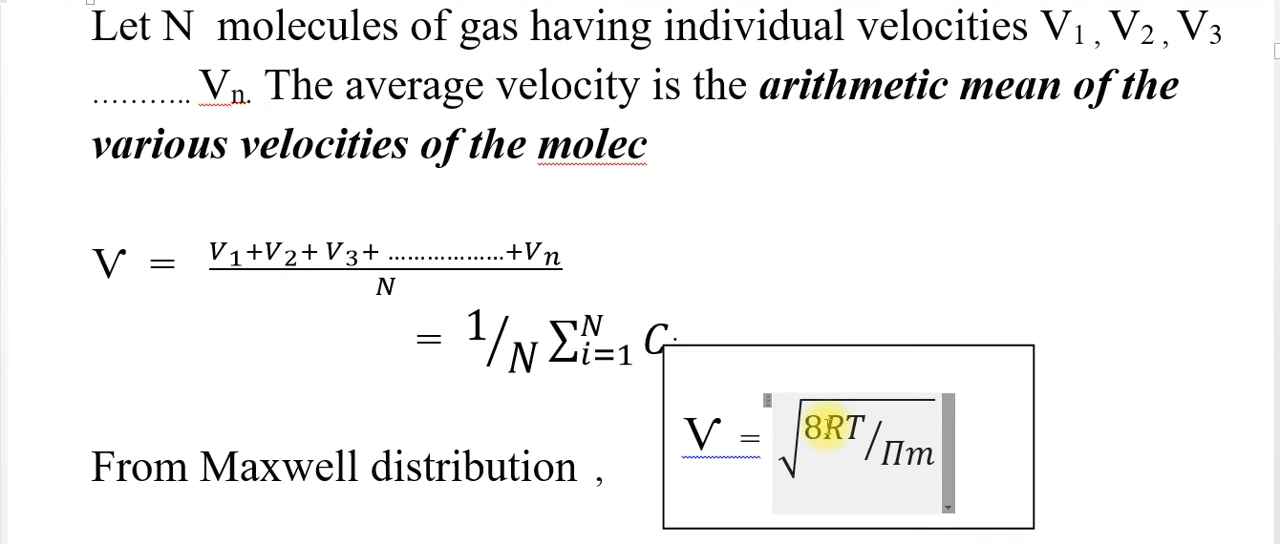 Let N molecules of gas having individual velocities V₁ , V₂ , V₃
........... Vₙ. The average velocity is the arithmetic mean of the
various velocities of the molec
V = (V₁+V₂+ V₃+ ..................+Vₙ)/N
= 1/N ∑ᵢ₌₁ᴺ C
From Maxwell distribution ,
V = √(8RT/Πm)